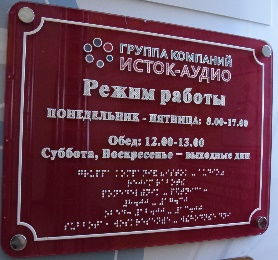 ГРУППА КОМПАНИЙ
ИСТОК-АУДИО
Режим работы
ПОНЕДЕЛЬНИК - ПЯТНИЦА: 8.00-17.00
Обед: 12.00-13.00
Суббота, Воскресенье – выходные дни